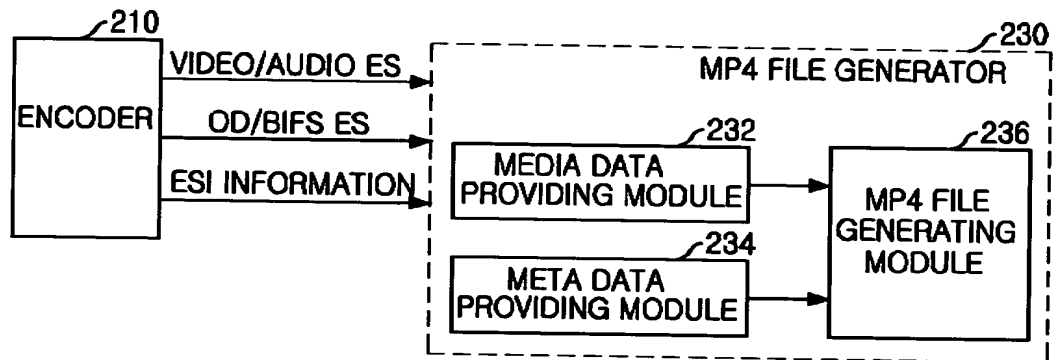 210
ENCODER
VIDEO/AUDIO ES
OD/BIFS ES
ESI INFORMATION
230
MP4 FILE GENERATOR
232
MEDIA DATA
PROVIDING MODULE
234
META DATA
PROVIDING MODULE
236
MP4 FILE
GENERATING
MODULE